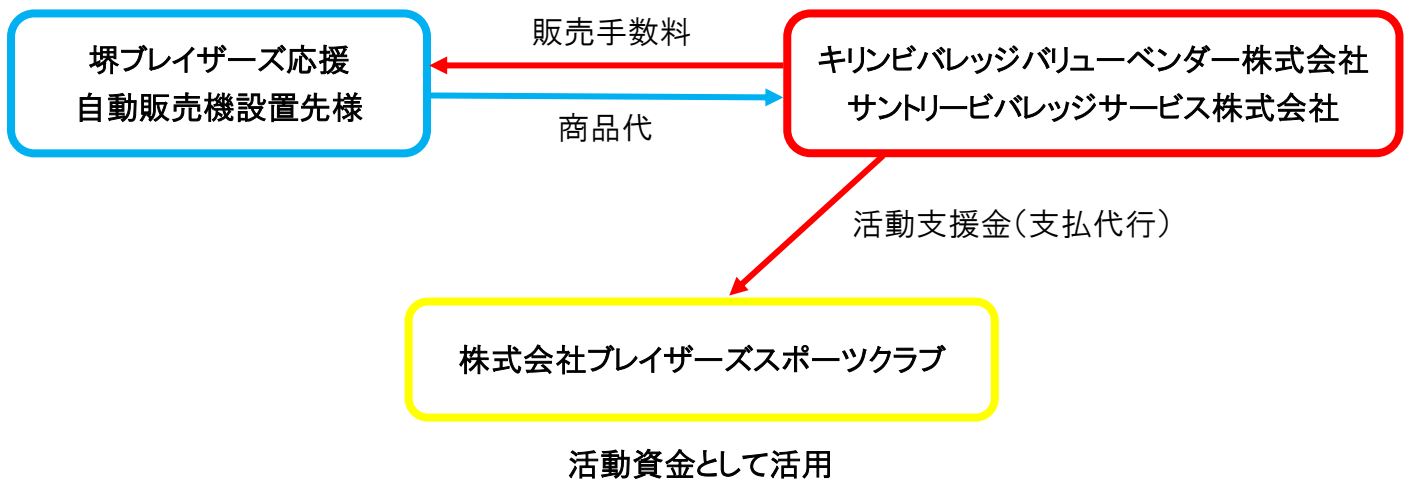 堺ブレイザーズ応援
自動販売機設置先様
販売手数料
商品代
キリンビバレッジバリューベンダー株式会社
サントリービバレッジサービス株式会社
活動支援金(支払代行)
株式会社ブレイザーズスポーツクラブ
活動資金として活用